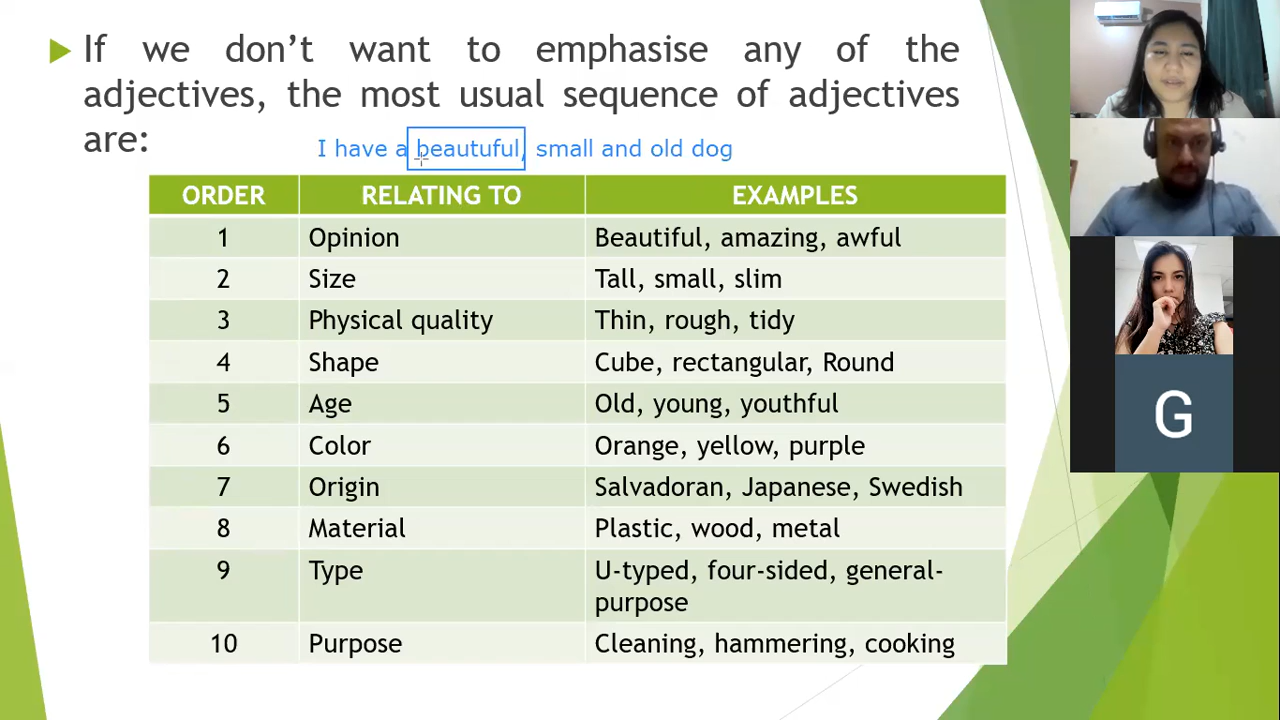 If we don't want to emphasise any of the
adjectives, the most usual sequence of adjectives
are:
I have a beautuful, small and old dog
ORDER RELATING TO EXAMPLES
1 Opinion Beautiful, amazing, awful
2 Size Tall, small, slim
3 Physical quality Thin, rough, tidy
4 Shape Cube, rectangular, Round
5 Age Old, young, youthful
6 Color Orange, yellow, purple
7 Origin Salvadoran, Japanese, Swedish
8 Material Plastic, wood, metal
9 Type U-typed, four-sided, general-
purpose
10 Purpose Cleaning, hammering, cooking
G